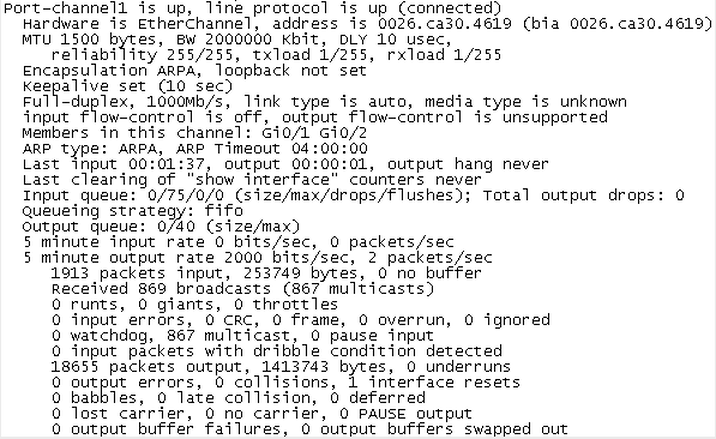 Port-channel1 is up, line protocol is up (connected)
Hardware is EtherChannel, address is 0026.ca30.4619 (bia 0026.ca30.4619)
MTU 1500 bytes, BW 2000000 Kbit, DLY 10 usec,
reliability 255/255, txload 1/255, rxload 1/255
Encapsulation ARPA, loopback not set
Keepalive set (10 sec)
Full-duplex, 1000Mb/s, link type is auto, media type is unknown
input flow-control is off, output flow-control is unsupported
Members in this channel: Gi0/1 Gi0/2
ARP type: ARPA, ARP Timeout 04:00:00
Last input 00:01:37, output 00:00:01, output hang never
Last clearing of "show interface" counters never
Input queue: 0/75/0/0 (size/max/drops/flushes); Total output drops: 0
Queueing strategy: fifo
Output queue: 0/40 (size/max)
5 minute input rate 0 bits/sec, 0 packets/sec
5 minute output rate 2000 bits/sec, 2 packets/sec
1913 packets input, 253749 bytes, 0 no buffer
Received 869 broadcasts (867 multicasts)
0 runts, 0 giants, 0 throttles
0 input errors, 0 CRC, 0 frame, 0 overrun, 0 ignored
0 watchdog, 867 multicast, 0 pause input
0 input packets with dribble condition detected
18655 packets output, 1413743 bytes, 0 underruns
0 output errors, 0 collisions, 1 interface resets
0 babbles, 0 late collision, 0 deferred
0 lost carrier, 0 no carrier, 0 PAUSE output
0 output buffer failures, 0 output buffers swapped out